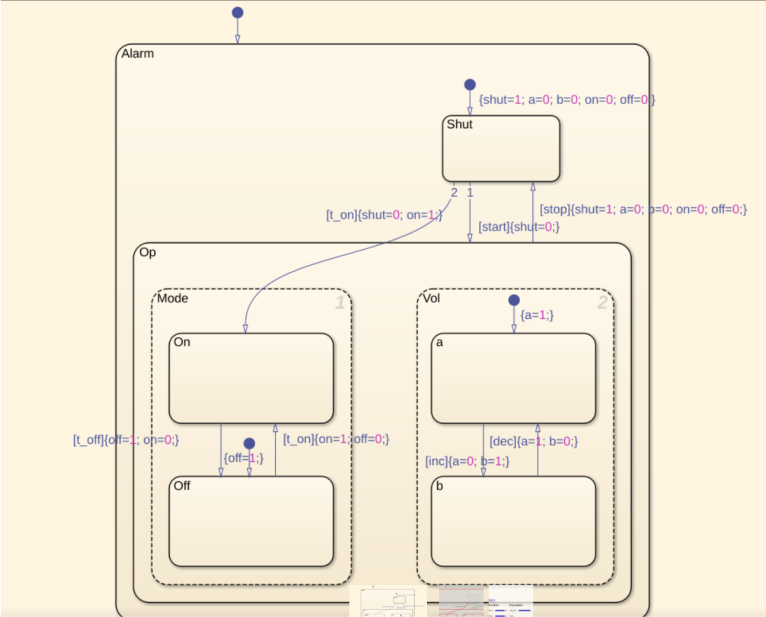 Alarm
{shut=1; a=0; b=0; on=0; off=0;}
Shut
2 1
[t_on]{shut=0; on=1;}
[stop]{shut=1; a=0; b=0; on=0; off=0;}
[start]{shut=0;}
Op
Mode
1
Vol
2
{a=1;}
On
a
[t_off]{off=1; on=0;}
[t_on]{on=1; off=0;}
{off=1;}
[dec]{a=1; b=0;}
[inc]{a=0; b=1;}
Off
b